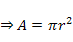 ⇒ A = πr²